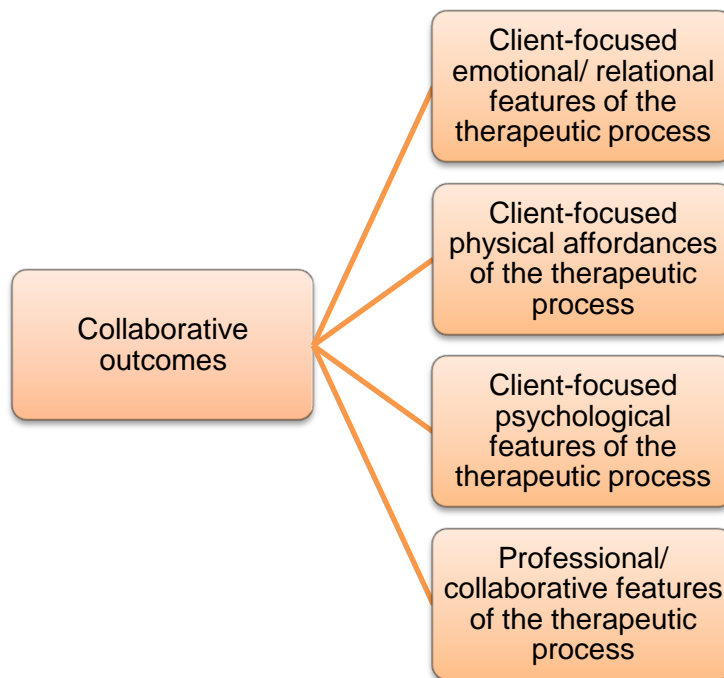 Client-focused
emotional/ relational
features of the
therapeutic process
Client-focused
physical affordances
of the therapeutic
process
Collaborative
outcomes
Client-focused
psychological
features of the
therapeutic process
Professional/
collaborative features
of the therapeutic
process